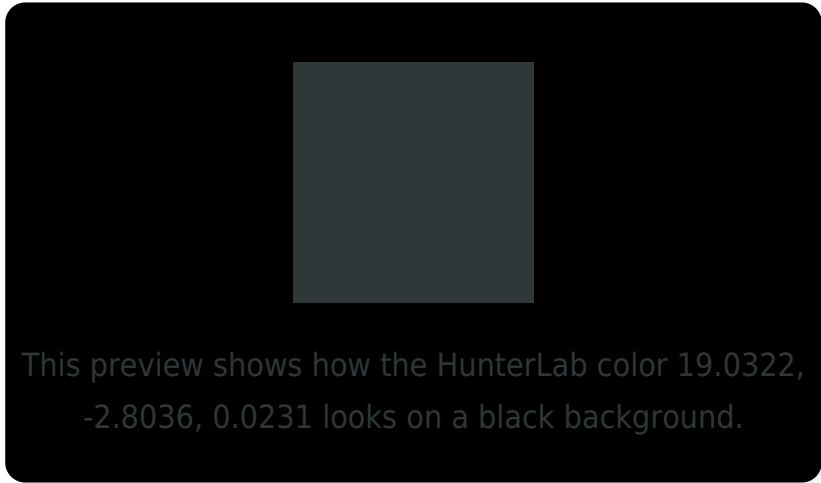 This preview shows how the HunterLab color 19.0322,
-2.8036, 0.0231 looks on a black background.